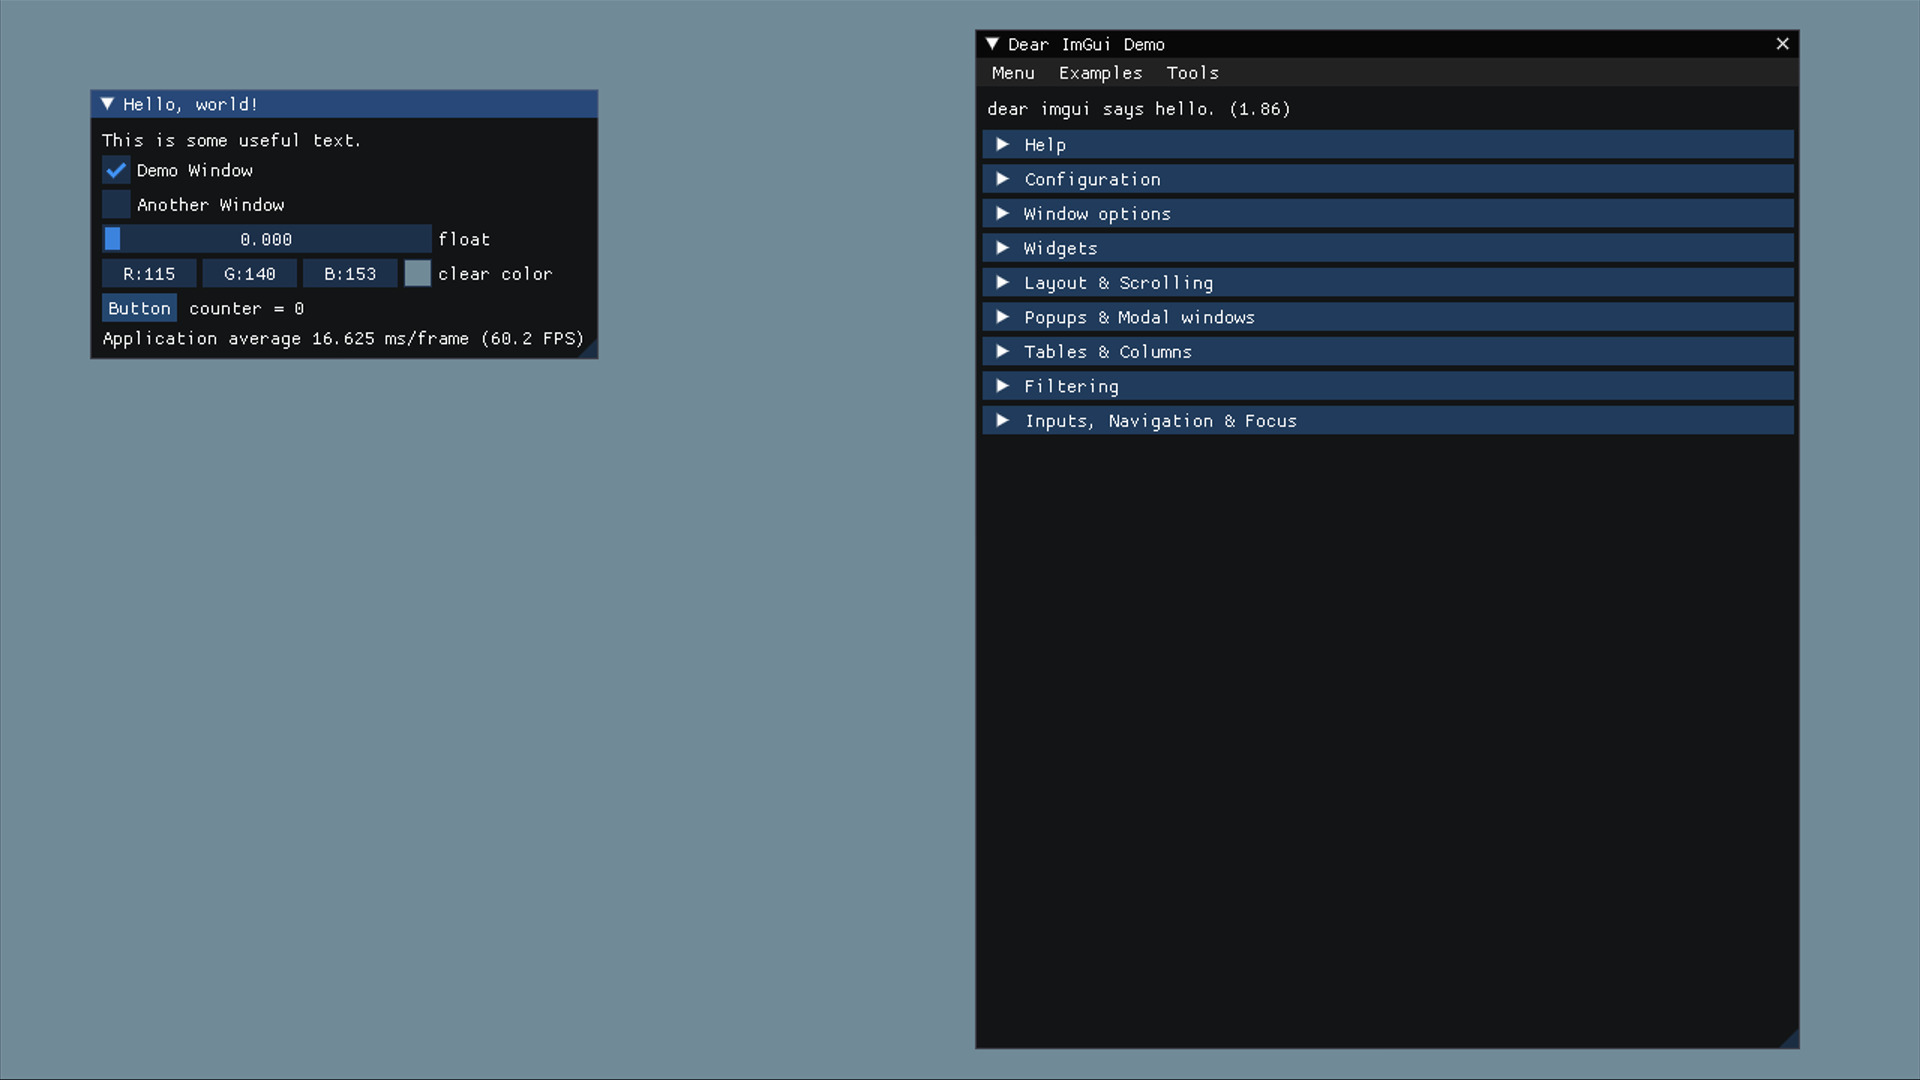 Hello, world!
This is some useful text.
Demo Window
Another Window
0.000 float
R:115 G:140 B:153 clear color
Button counter = 0
Application average 16.625 ms/frame (60.2 FPS)
Dear ImGui Demo
Menu Examples Tools
dear imgui says hello. (1.86)
Help
Configuration
Window options
Widgets
Layout & Scrolling
Popups & Modal windows
Tables & Columns
Filtering
Inputs, Navigation & Focus